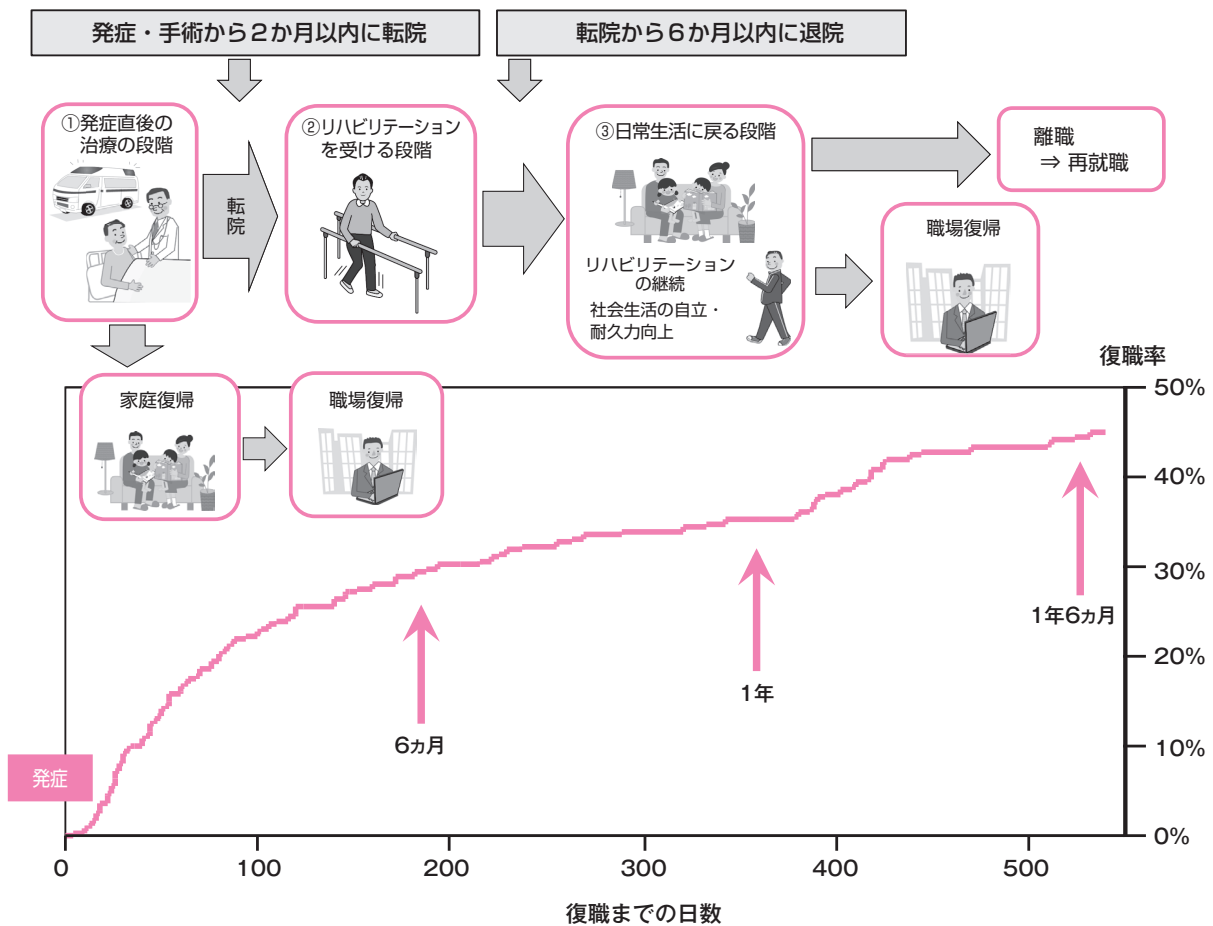 発症・手術から2か月以内に転院
転院から6か月以内に退院
①発症直後の
治療の段階
転院
②リハビリテーション
を受ける段階
③日常生活に戻る段階
リハビリテーション
の継続
社会生活の自立・
耐久力向上
離職
⇒ 再就職
職場復帰
家庭復帰
職場復帰
復職率
50%
40%
30%
20%
10%
0%
6ヵ月
1年
1年6ヵ月
発症
0
100
200
300
400
500
復職までの日数